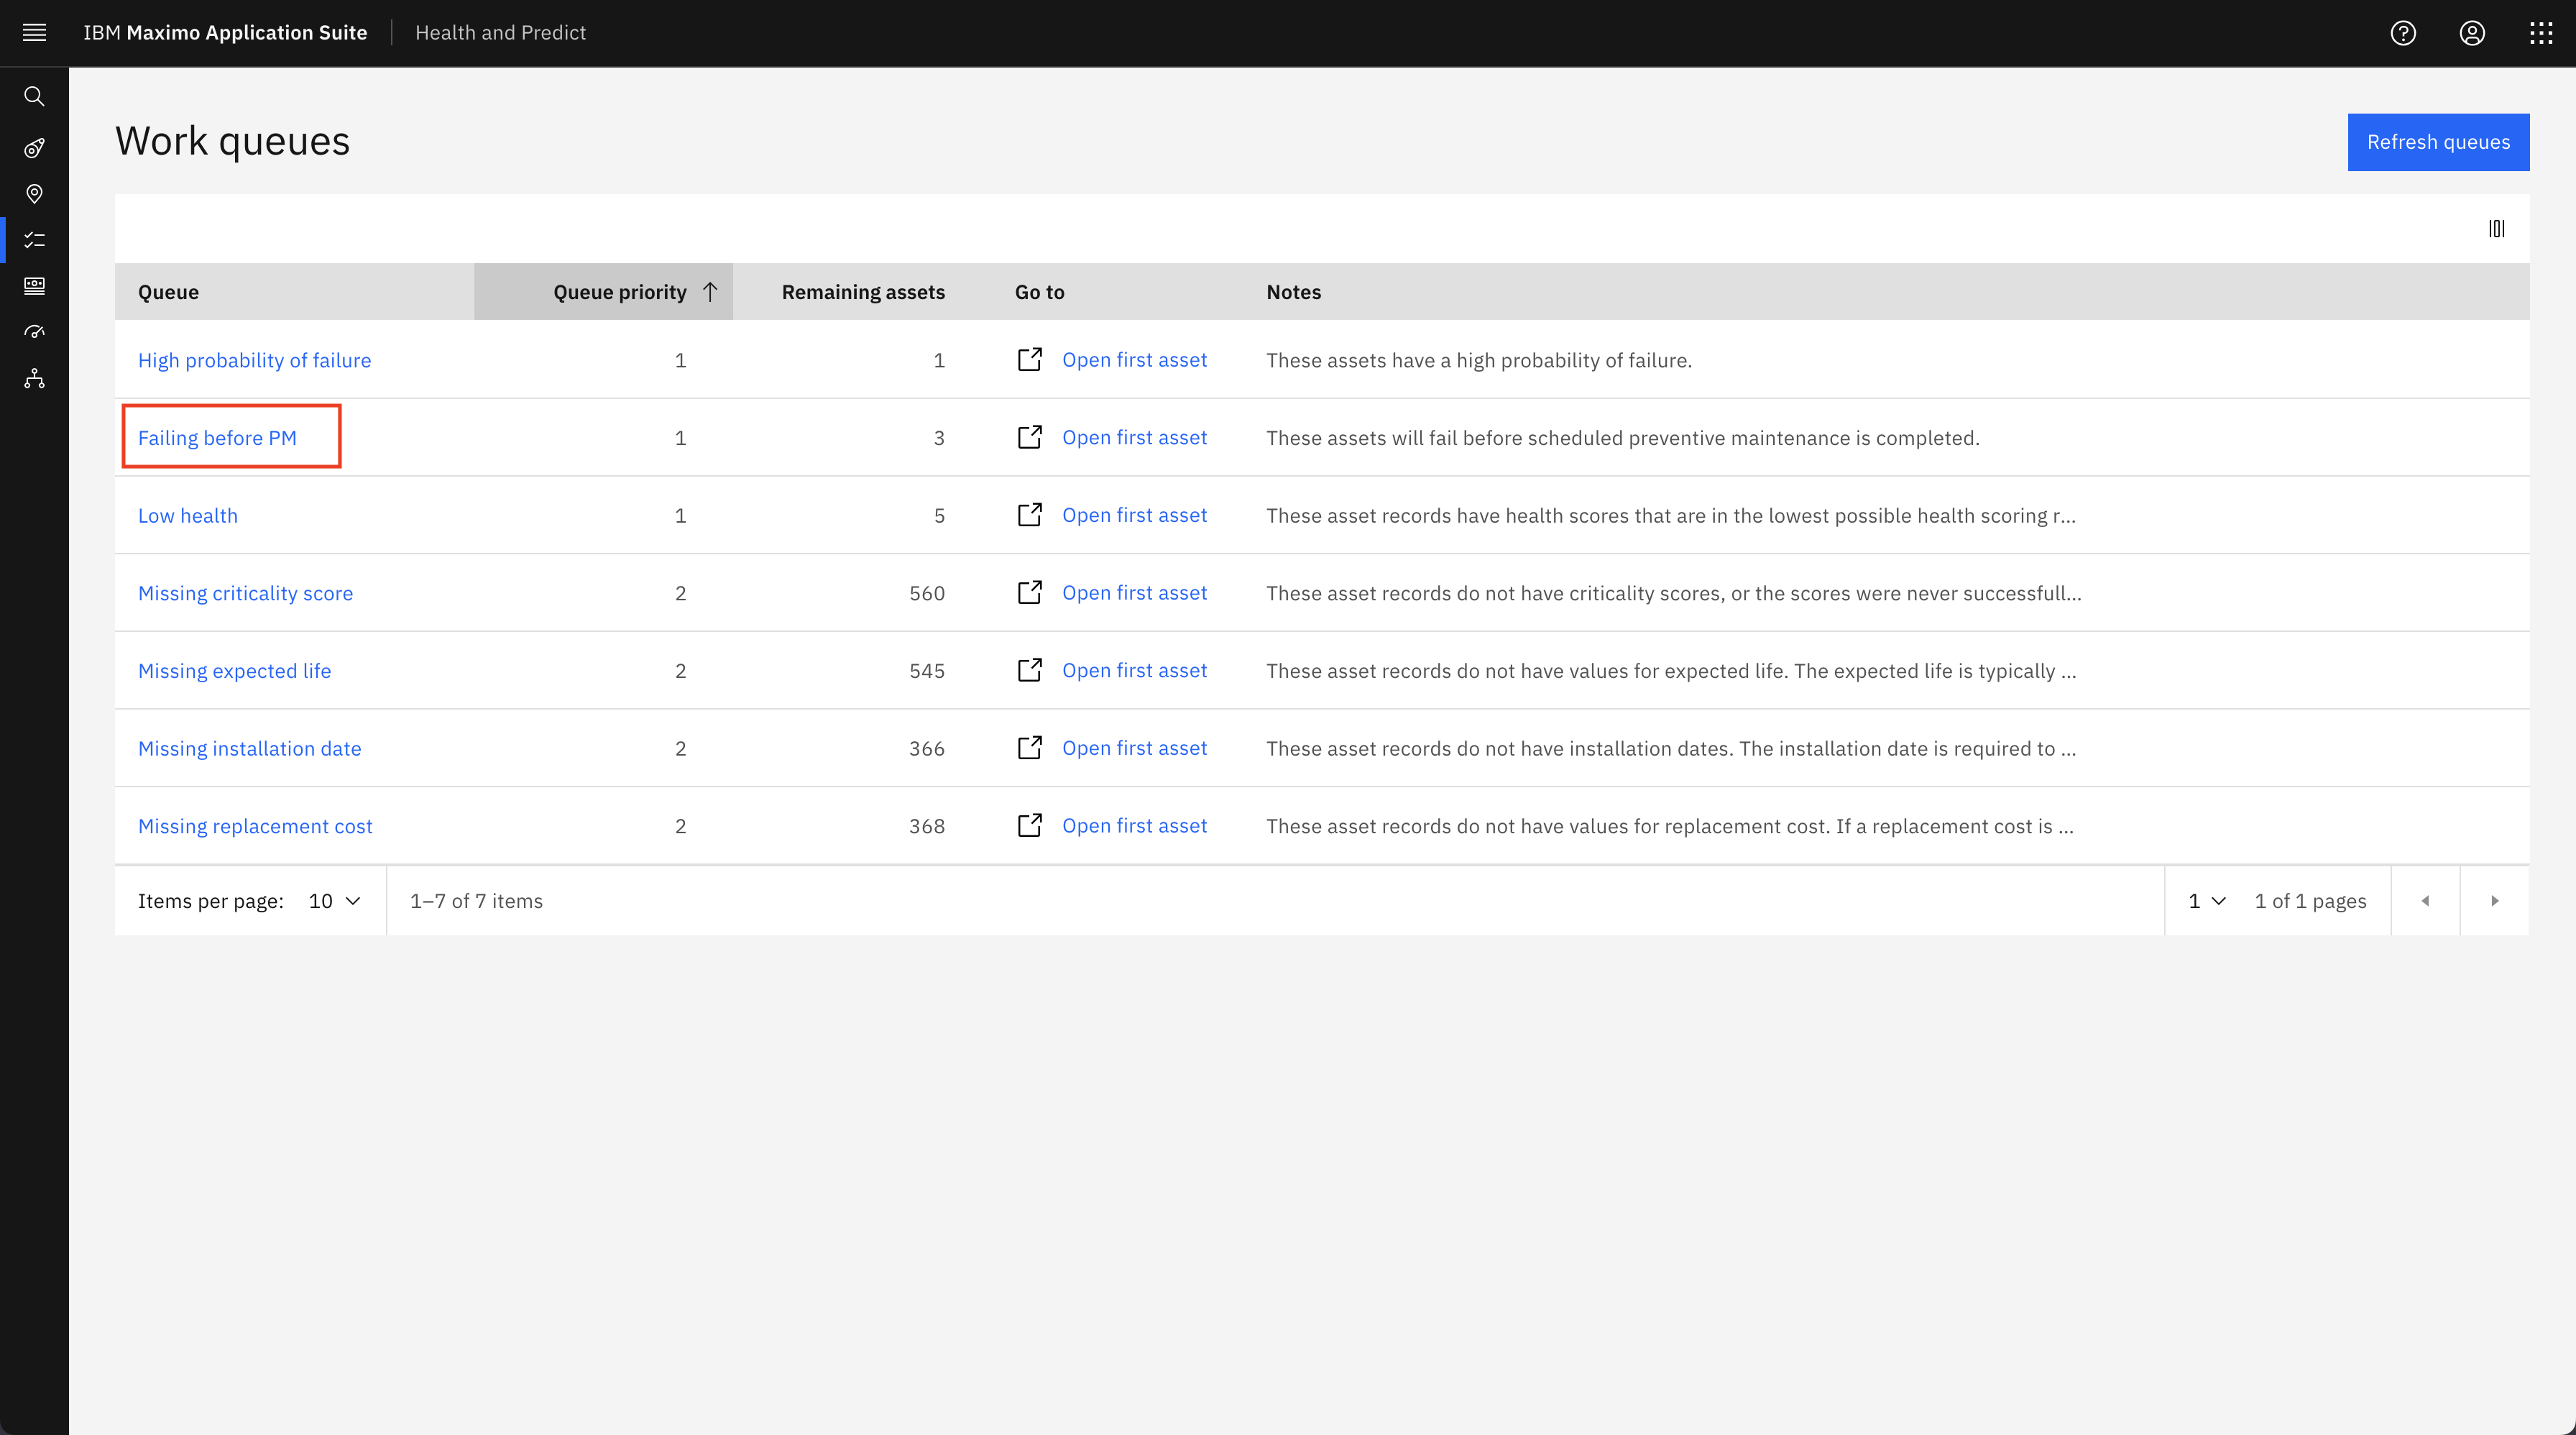 IBM Maximo Application Suite Health and Predict
Work queues
Refresh queues
Queue Queue priority Remaining assets Go to Notes
High probability of failure 1 1 Open first asset These assets have a high probability of failure.
Failing before PM 1 3 Open first asset These assets will fail before scheduled preventive maintenance is completed.
Low health 1 5 Open first asset These asset records have health scores that are in the lowest possible health scoring r...
Missing criticality score 2 560 Open first asset These asset records do not have criticality scores, or the scores were never successfull...
Missing expected life 2 545 Open first asset These asset records do not have values for expected life. The expected life is typically ...
Missing installation date 2 366 Open first asset These asset records do not have installation dates. The installation date is required to ...
Missing replacement cost 2 368 Open first asset These asset records do not have values for replacement cost. If a replacement cost is ...
Items per page: 10 1–7 of 7 items 1 1 of 1 pages